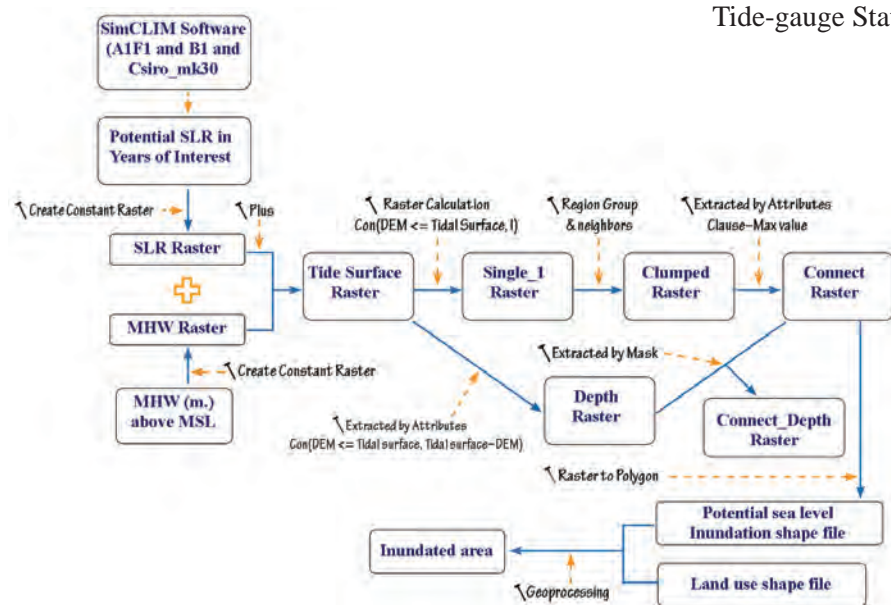 Tide-gauge Sta
SimCLIM Software
(A1F1 and B1 and
Csiro_mk30
Potential SLR in
Years of Interest
Create Constant Raster
Plus
SLR Raster
MHW Raster
Create Constant Raster
MHW (m.)
above MSL
Raster Calculation
Con(DEM <= Tidal Surface, 1)
Region Group
& neighbors
Extracted by Attributes
Clause-Max value
Tide Surface
Raster
Single_1
Raster
Clumped
Raster
Connect
Raster
Extracted by Mask
Depth
Raster
Connect_Depth
Raster
Extracted by Attributes
Con(DEM <= Tidal surface, Tidal surface-DEM)
Raster to Polygon
Potential sea level
Inundation shape file
Inundated area
Land use shape file
Geoprocessing